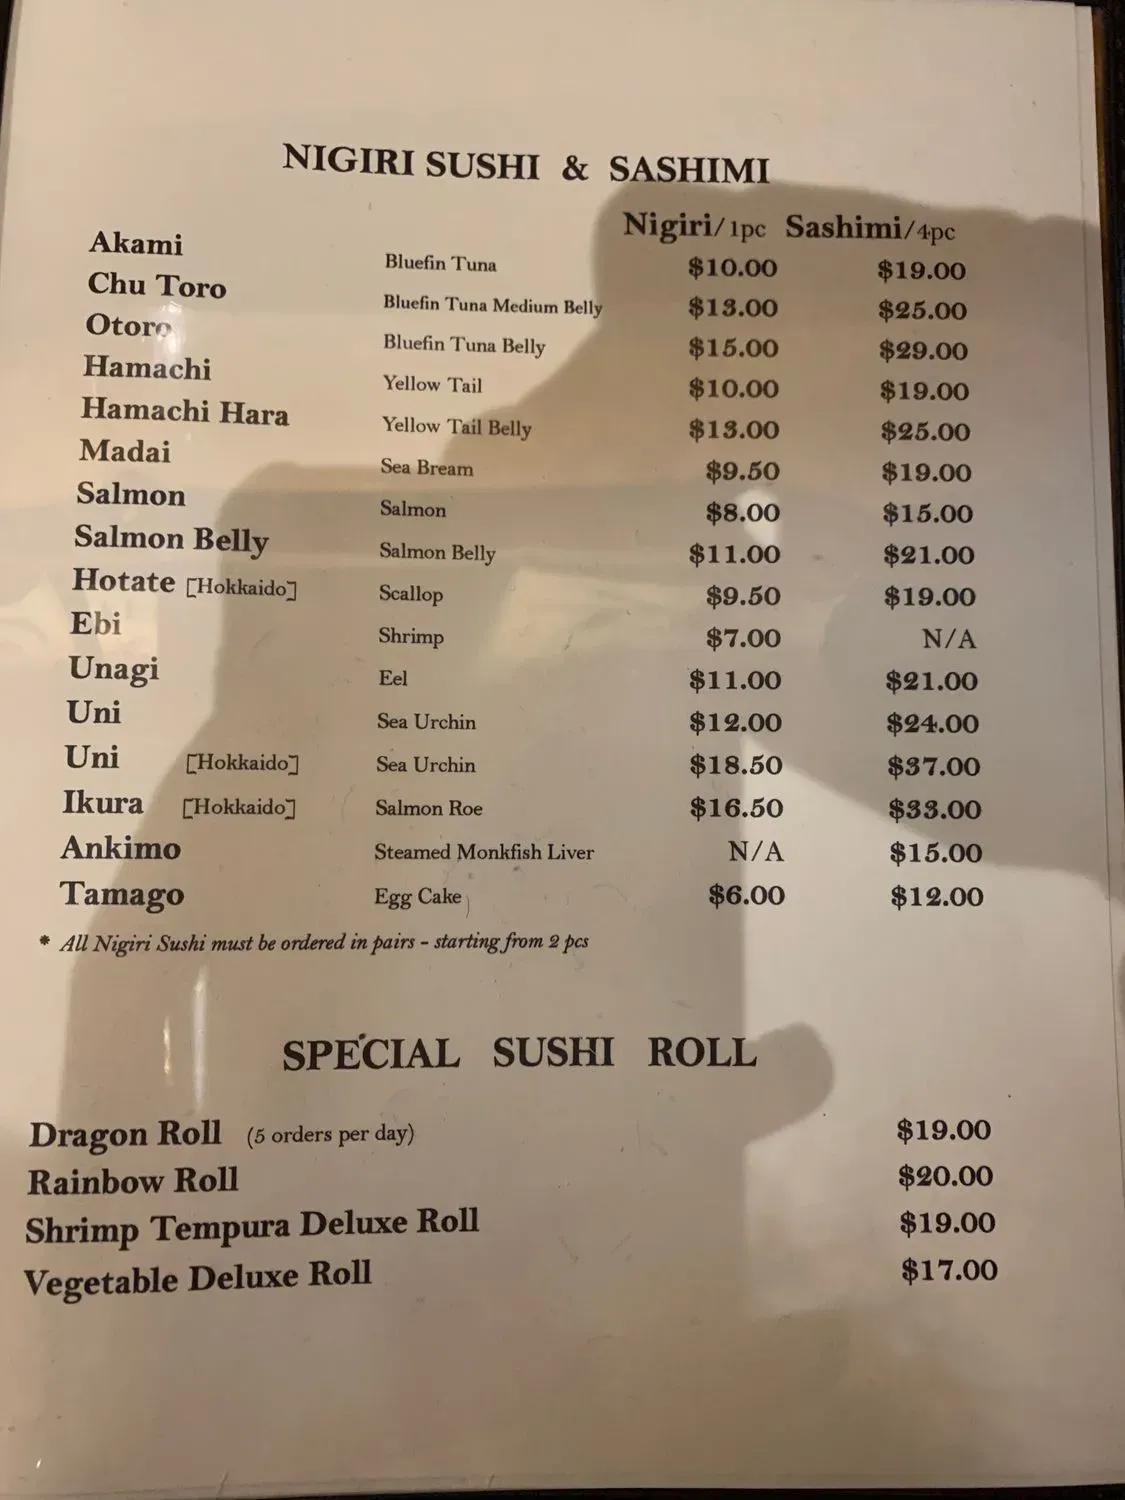 NIGIRI SUSHI & SASHIMI
Nigiri/1pc Sashimi/4pc
Akami Bluefin Tuna $10.00 $19.00
Chu Toro Bluefin Tuna Medium Belly $13.00 $25.00
Otoro Bluefin Tuna Belly $15.00 $29.00
Hamachi Yellow Tail $10.00 $19.00
Hamachi Hara Yellow Tail Belly $13.00 $25.00
Madai Sea Bream $9.50 $19.00
Salmon Salmon $8.00 $15.00
Salmon Belly Salmon Belly $11.00 $21.00
Hotate [Hokkaido] Scallop $9.50 $19.00
Ebi Shrimp $7.00 N/A
Unagi Eel $11.00 $21.00
Uni Sea Urchin $12.00 $24.00
Uni [Hokkaido] Sea Urchin $18.50 $37.00
Ikura [Hokkaido] Salmon Roe $16.50 $33.00
Ankimo Steamed Monkfish Liver N/A $15.00
Tamago Egg Cake $6.00 $12.00
* All Nigiri Sushi must be ordered in pairs - starting from 2 pcs
SPECIAL SUSHI ROLL
Dragon Roll (5 orders per day) $19.00
Rainbow Roll $20.00
Shrimp Tempura Deluxe Roll $19.00
Vegetable Deluxe Roll $17.00